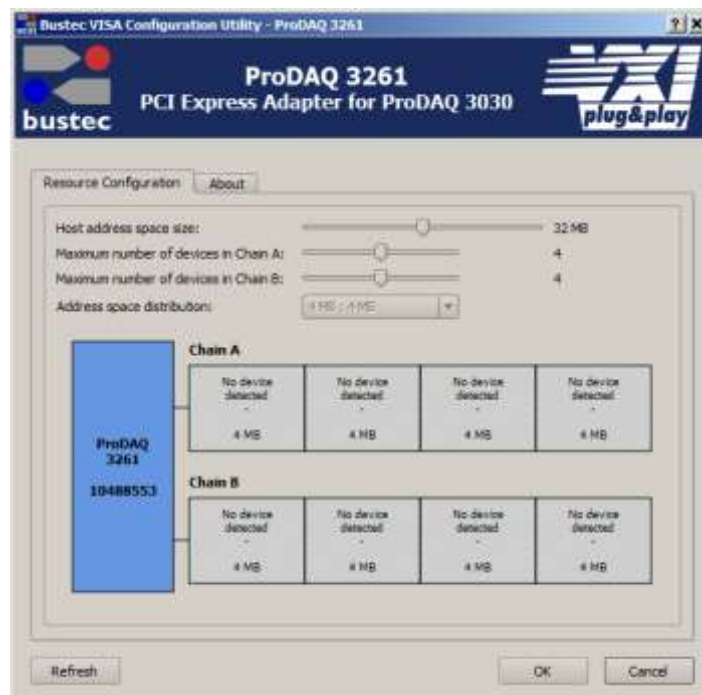 Bustec VISA Configuration Utility - ProDAQ 3261
ProDAQ 3261
PCI Express Adapter for ProDAQ 3030
bustec
VXI
plug&play
Resource Configuration
About
Host address space size:
32 MB
Maximum number of devices in Chain A:
4
Maximum number of devices in Chain B:
4
Address space distribution:
4 MB : 4 MB
Chain A
No device detected
-
4 MB
No device detected
-
4 MB
No device detected
-
4 MB
No device detected
-
4 MB
ProDAQ
3261
10488553
Chain B
No device detected
-
4 MB
No device detected
-
4 MB
No device detected
-
4 MB
No device detected
-
4 MB
Refresh
OK
Cancel